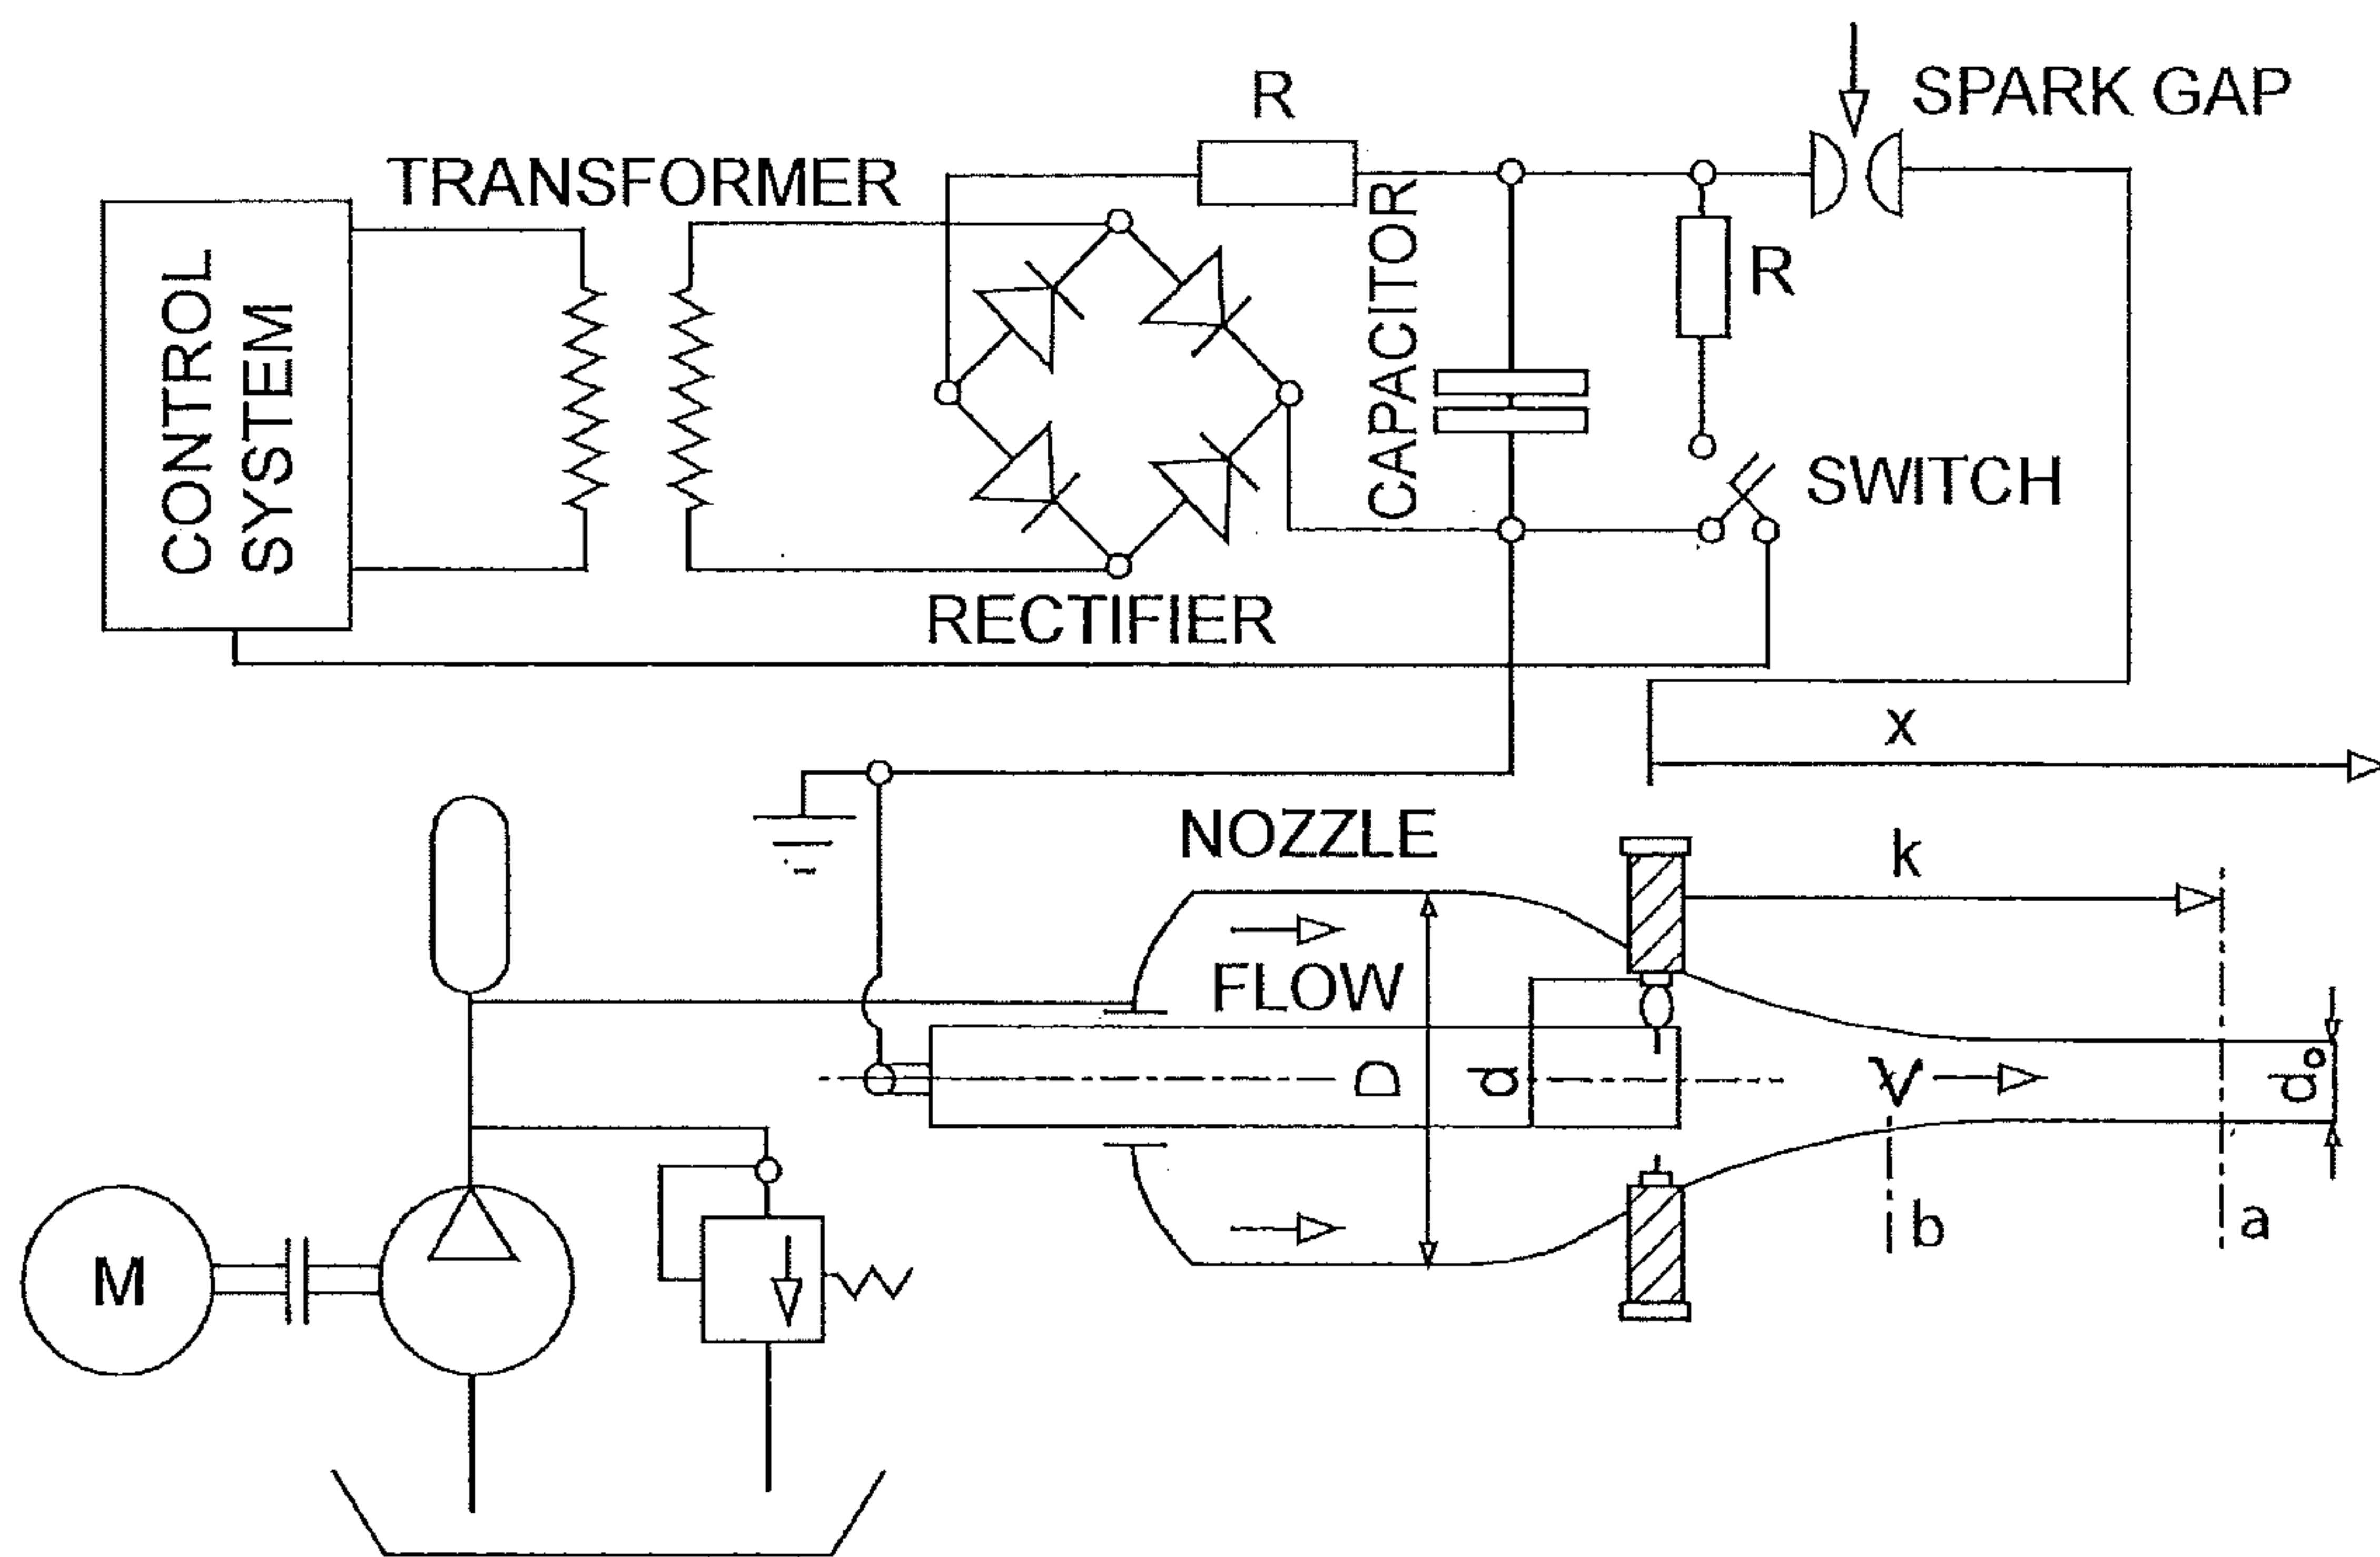 R
SPARK GAP
TRANSFORMER
CONTROL
SYSTEM
CAPACITOR
R
SWITCH
RECTIFIER
x
NOZZLE
k
FLOW
D
d
V
d₀
b
a
M